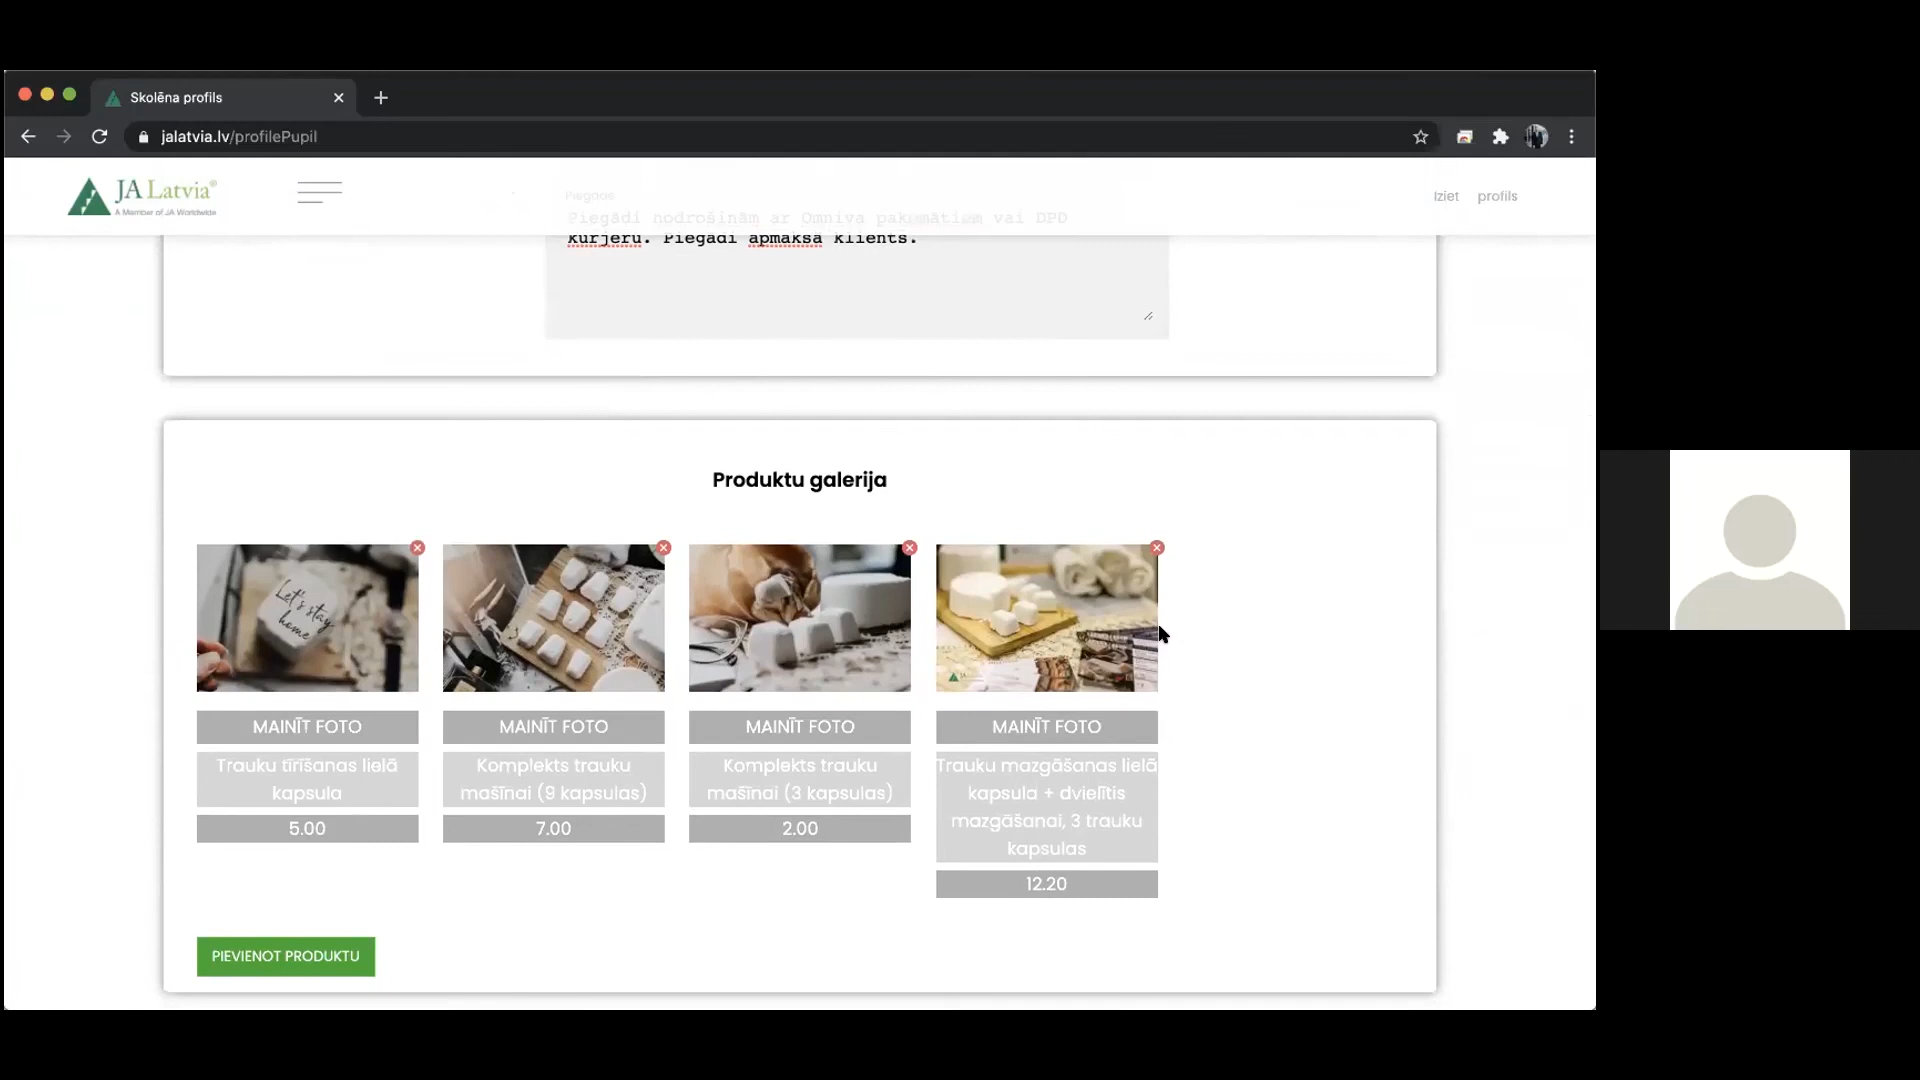 Skolēna profils
jalatvia.lv/profilePupil
JA Latvia®
A Member of JA Worldwide
Iziet profils
Piegāde
Piegādi nodrošinām ar Omniva pakomātiem vai DPD
kurjeru. Piegādi apmaksā klients.
Produktu galerija
Let's stay
home
MAINĪT FOTO
Trauku tīrīšanas lielā
kapsula
5.00
MAINĪT FOTO
Komplekts trauku
mašīnai (9 kapsulas)
7.00
MAINĪT FOTO
Komplekts trauku
mašīnai (3 kapsulas)
2.00
MAINĪT FOTO
Trauku mazgāšanas lielā
kapsula + dvielītis
mazgāšanai, 3 trauku
kapsulas
12.20
PIEVIENOT PRODUKTU